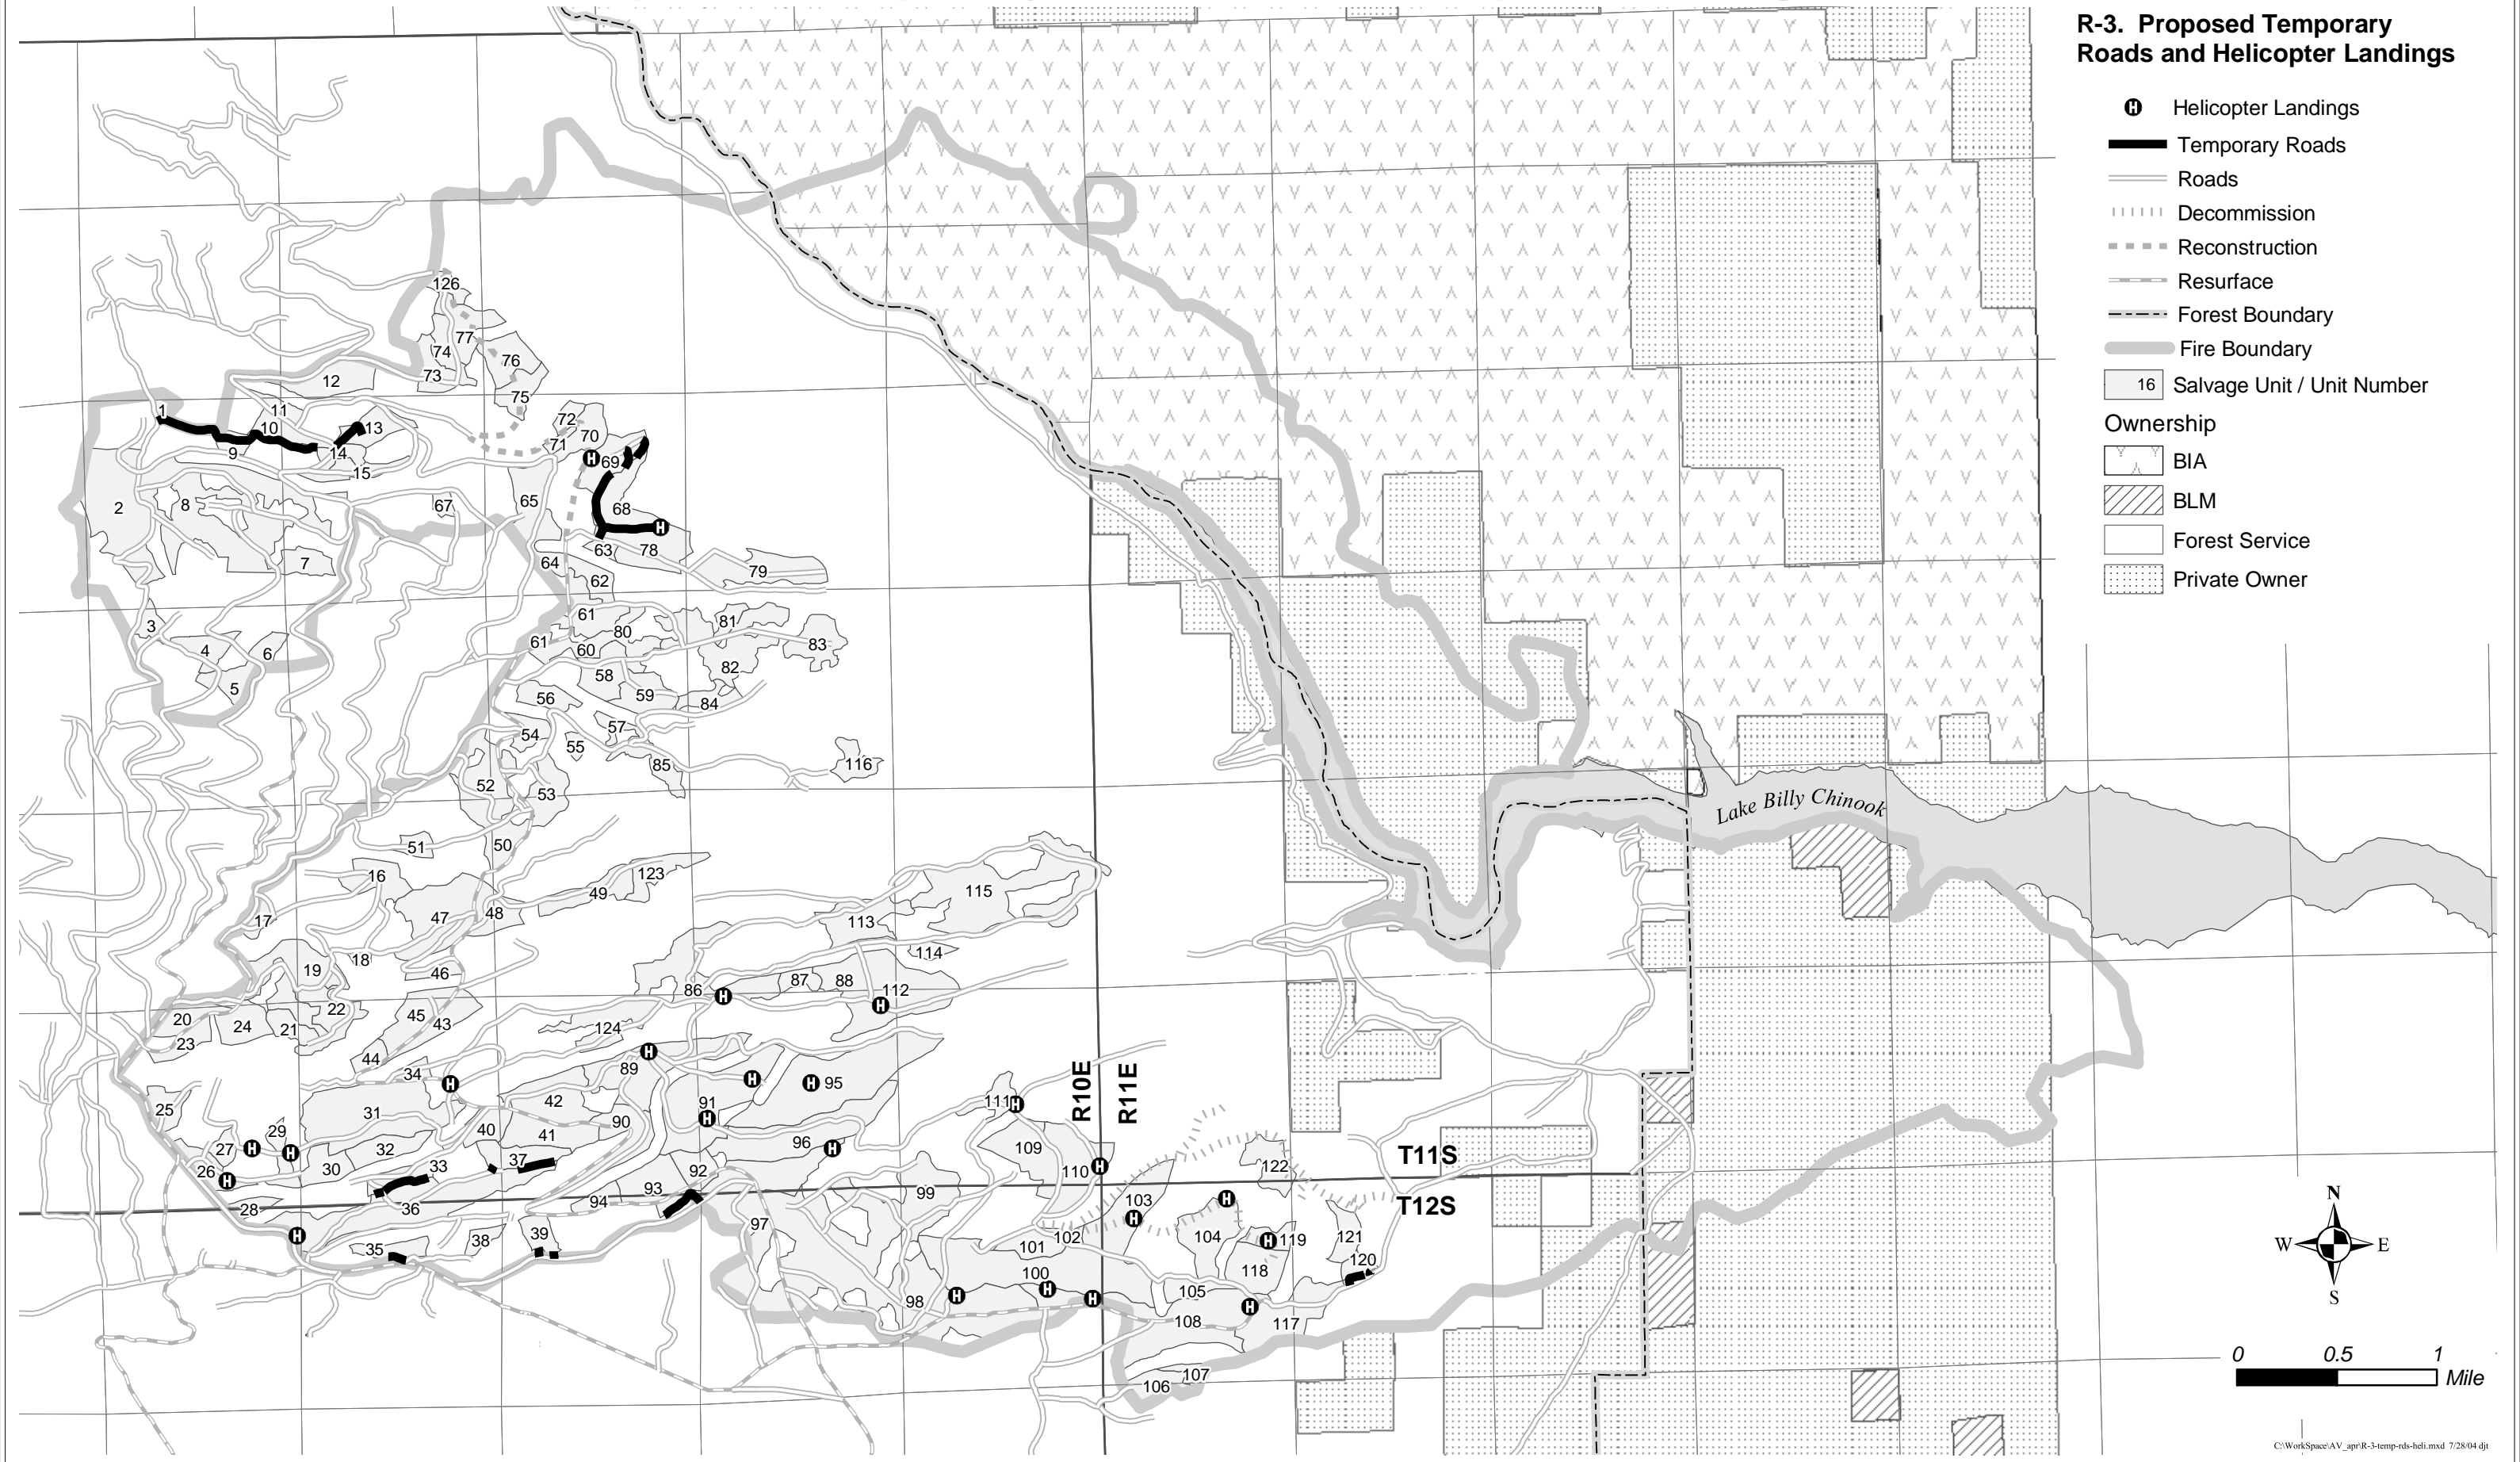 R-3. Proposed Temporary
Roads and Helicopter Landings
H Helicopter Landings
Temporary Roads
Roads
Decommission
Reconstruction
Resurface
Forest Boundary
Fire Boundary
16 Salvage Unit / Unit Number
Ownership
BIA
BLM
Forest Service
Private Owner
126
77
74
76
73
12
75
1
11
72
10
13
70
71
9
14
H
69
15
2
8
67
65
68
H
63
78
7
64
79
62
3
61
81
80
61
83
4
6
60
82
58
5
59
56
84
57
54
55
85
116
52
53
Lake Billy Chinook
51
50
16
123
115
49
17
47
48
113
18
114
19
46
87
88
86
H
112
H
22
45
20
24
21
43
124
23
44
H
89
34
H
H
H
95
R10E
R11E
25
31
42
91
111
H
H
90
29
40
41
27
H
H
32
96
H
109
T11S
37
30
33
26
H
92
110
H
122
93
99
103
H
T12S
94
28
36
H
97
102
104
121
H
39
38
101
H
119
35
100
118
120
H
105
98
H
H
H
108
117
107
106
N
W
E
S
0 0.5 1
Mile
C:\WorkSpace\AV_apr\R-3-temp-rds-heli.mxd 7/28/04 djt